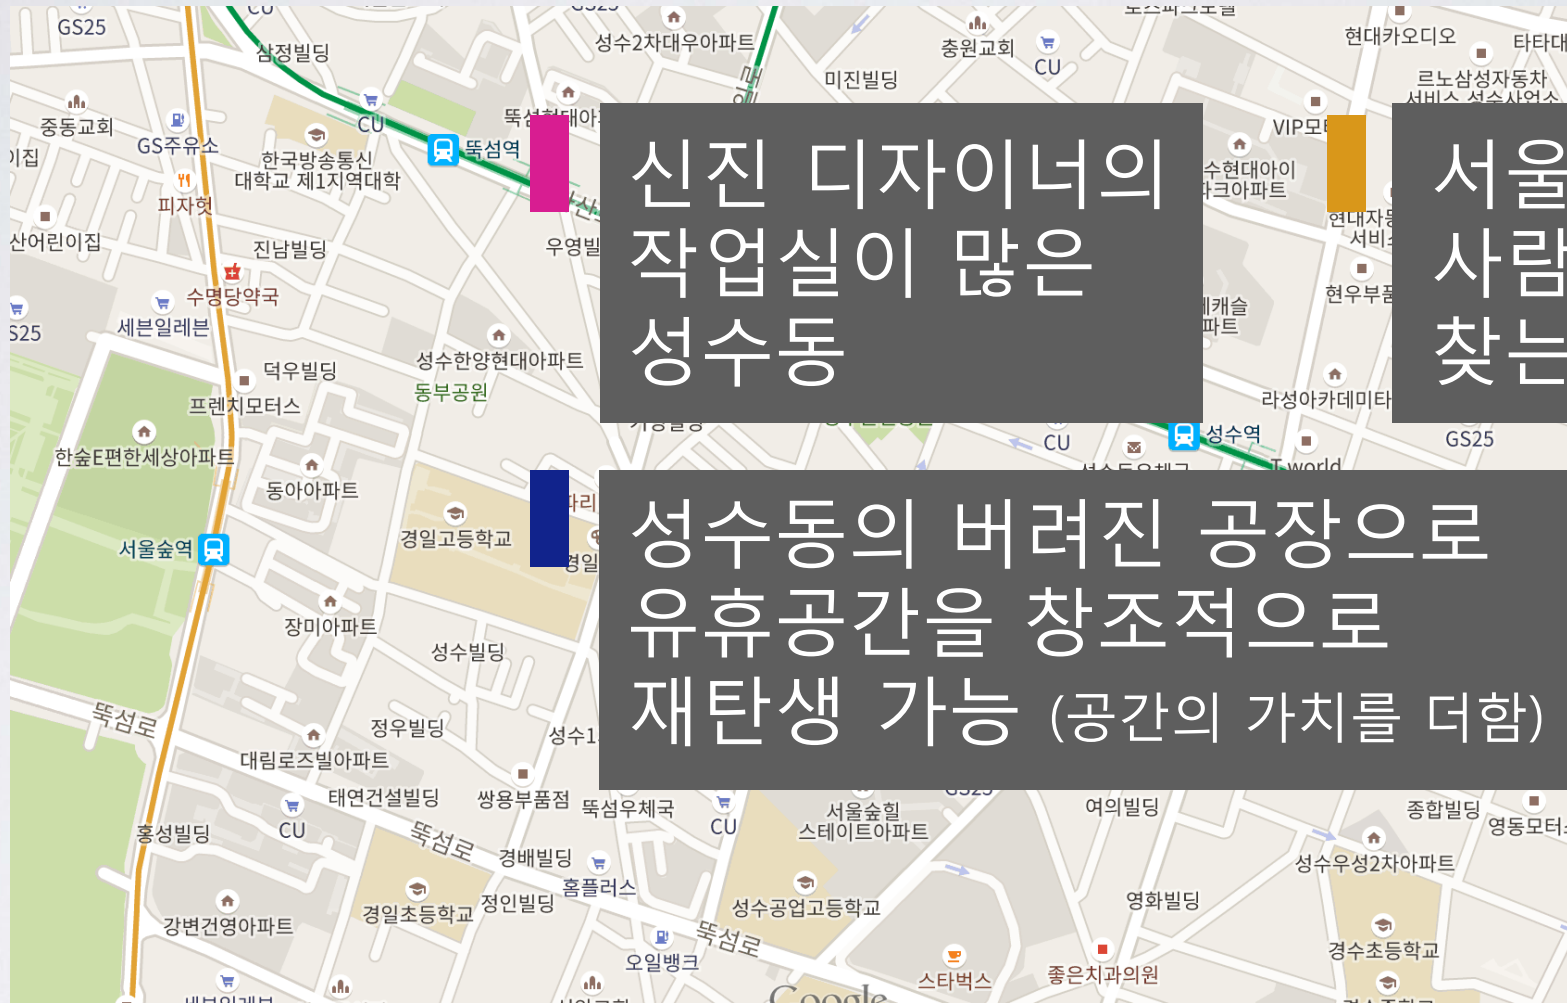 신진 디자이너의
작업실이 많은
성수동
서울
사람
찾는
성수동의 버려진 공장으로
유휴공간을 창조적으로
재탄생 가능 (공간의 가치를 더함)
GS25
CU
GS25
삼정빌딩
성수2차대우아파트
충원교회
CU
현대카오디오
미진빌딩
르노삼성자동차
중동교회
GS주유소
CU
뚝섬역
한국방송통신
대학교 제1지역대학
피자헛
진남빌딩
수명당약국
세븐일레븐
현우부품
성수한양현대아파트
동부공원
덕우빌딩
프렌치모터스
한숲E편한세상아파트
동아아파트
CU
성수역
GS25
T world
경일고등학교
서울숲역
장미아파트
성수빌딩
뚝섬로
정우빌딩
대림로즈빌아파트
태연건설빌딩
쌍용부품점
뚝섬우체국
CU
CU
서울숲힐
스테이트아파트
여의빌딩
종합빌딩
홍성빌딩
뚝섬로
경배빌딩
홈플러스
성수우성2차아파트
강변건영아파트
경일초등학교
정인빌딩
성수공업고등학교
영화빌딩
뚝섬로
오일뱅크
스타벅스
좋은치과의원
경수초등학교
Google